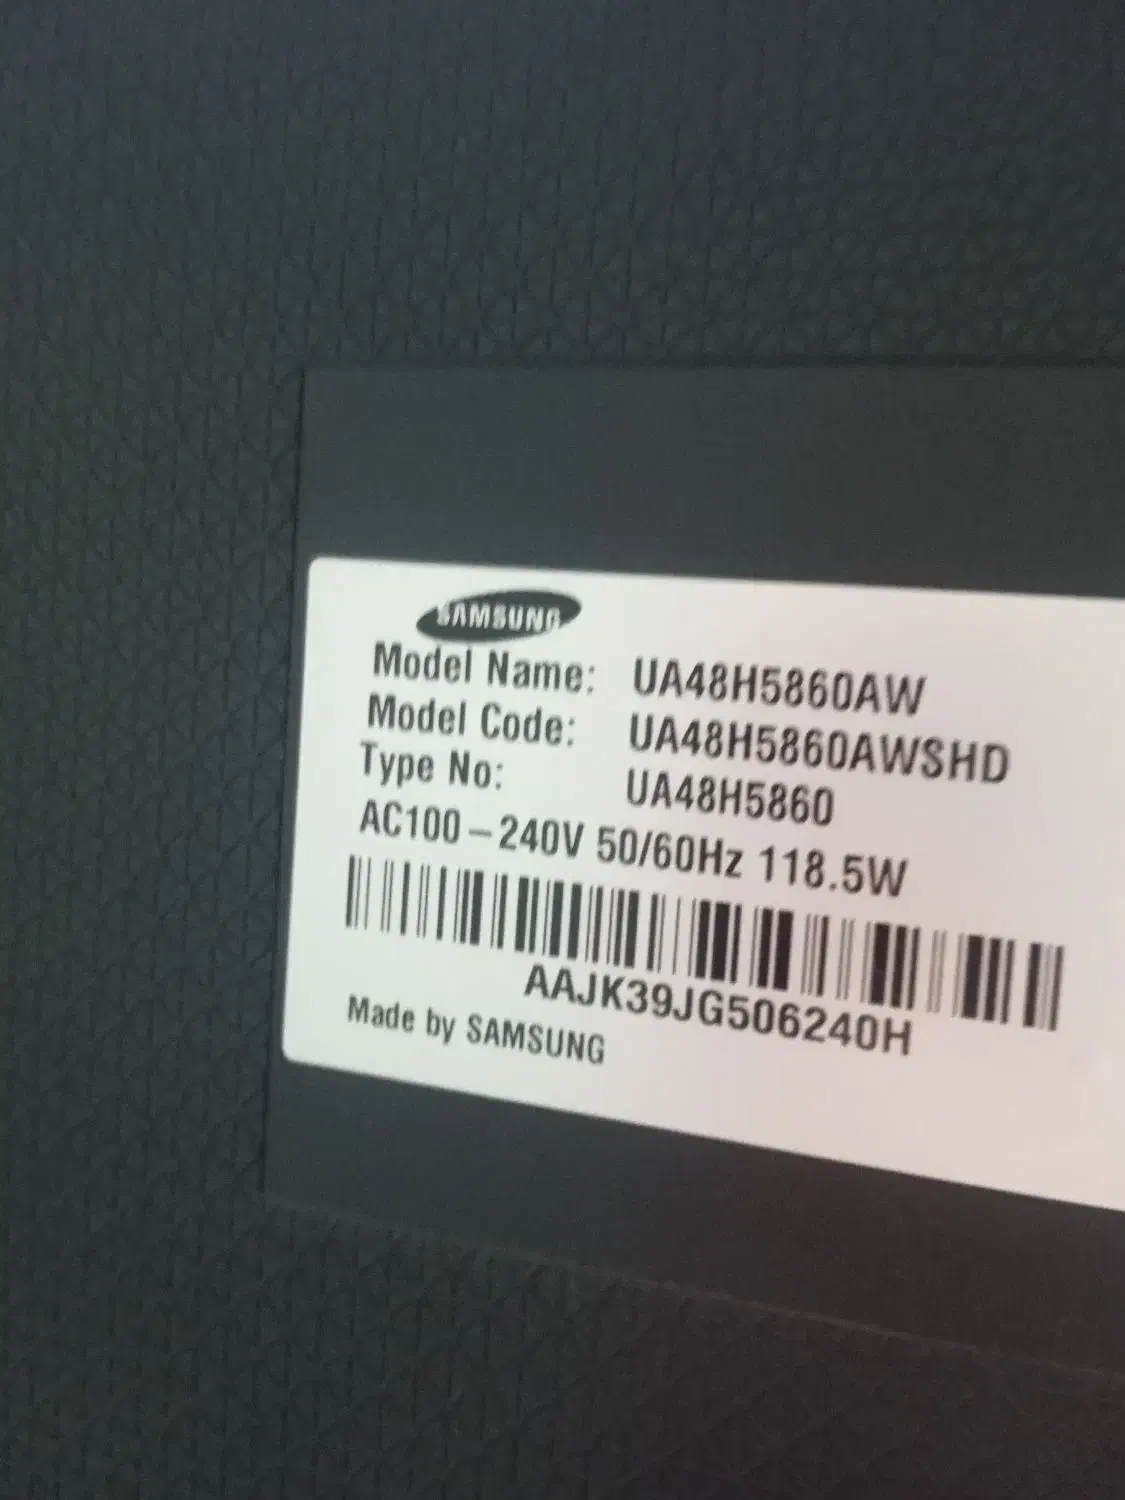 SAMSUNG
Model Name: UA48H5860AW
Model Code: UA48H5860AWSHD
Type No: UA48H5860
AC100-240V 50/60Hz 118.5W
AAJK39JG506240H
Made by SAMSUNG